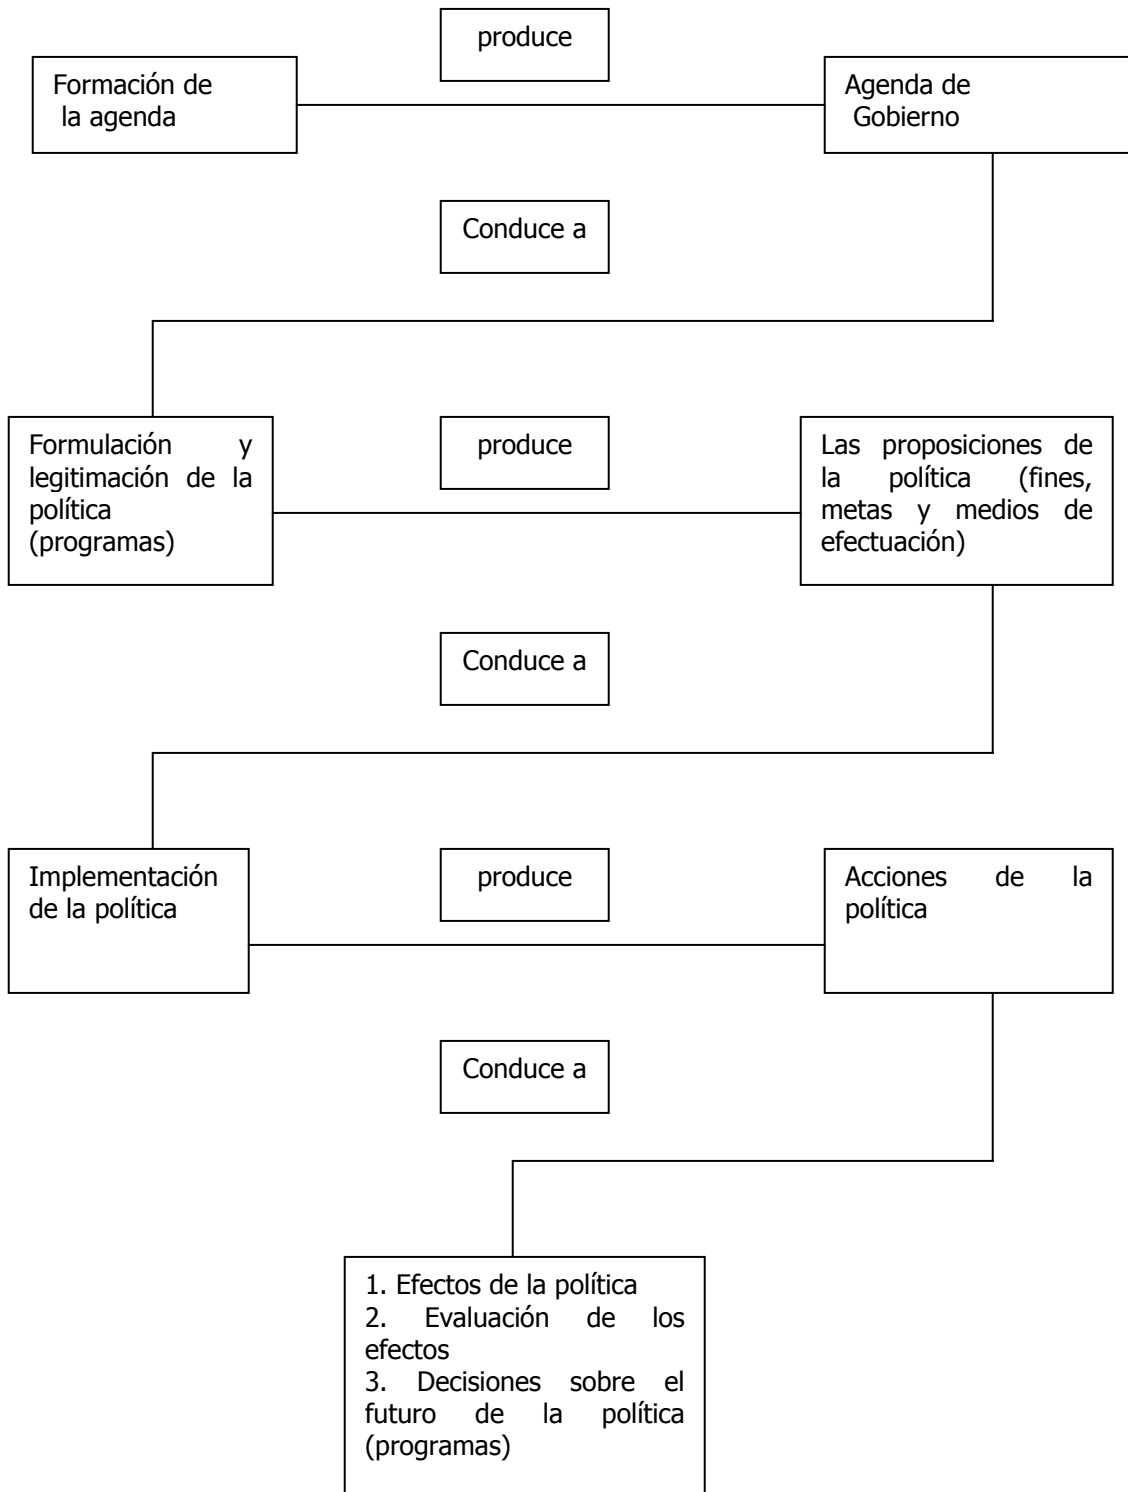 produce
Formación de
la agenda
Agenda de
Gobierno
Conduce a
Formulación y
legitimación de la
política
(programas)
produce
Las proposiciones de
la política (fines,
metas y medios de
efectuación)
Conduce a
Implementación
de la política
produce
Acciones de la
política
Conduce a
1. Efectos de la política
2. Evaluación de los
efectos
3. Decisiones sobre el
futuro de la política
(programas)